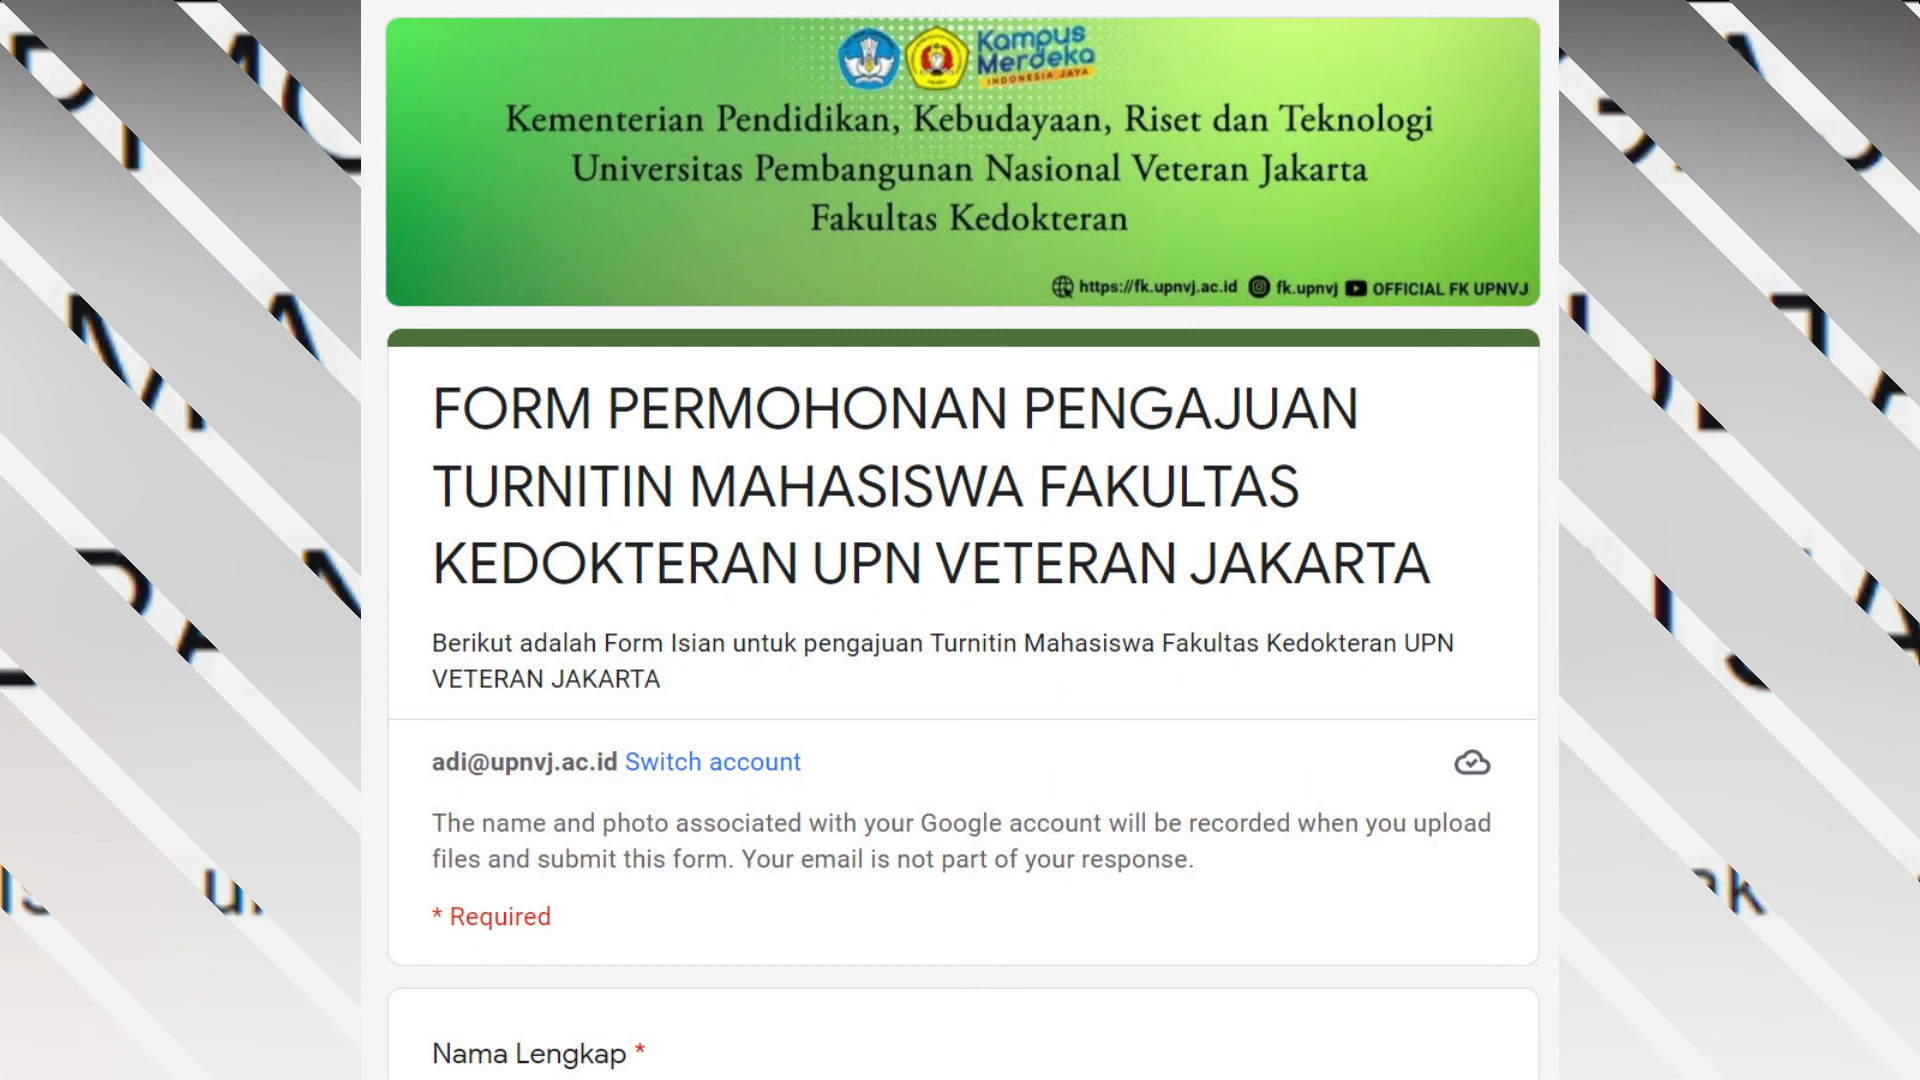 Kampus
Merdeka
INDONESIA JAYA
Kementerian Pendidikan, Kebudayaan, Riset dan Teknologi
Universitas Pembangunan Nasional Veteran Jakarta
Fakultas Kedokteran
https://fk.upnvj.ac.id fk.upnvj OFFICIAL FK UPNVJ
FORM PERMOHONAN PENGAJUAN
TURNITIN MAHASISWA FAKULTAS
KEDOKTERAN UPN VETERAN JAKARTA
Berikut adalah Form Isian untuk pengajuan Turnitin Mahasiswa Fakultas Kedokteran UPN
VETERAN JAKARTA
adi@upnvj.ac.id Switch account
The name and photo associated with your Google account will be recorded when you upload
files and submit this form. Your email is not part of your response.
* Required
Nama Lengkap *